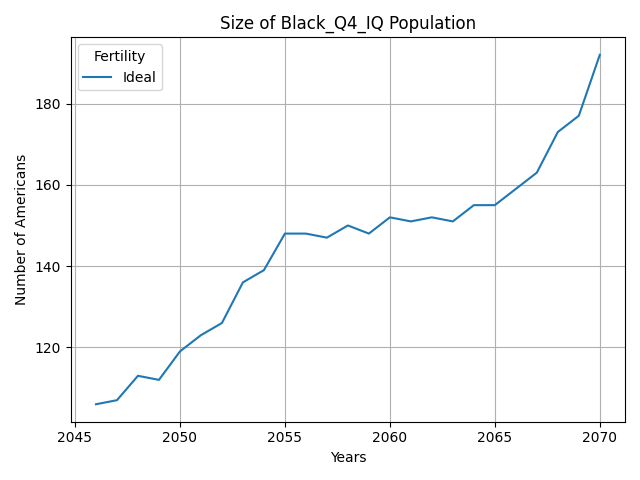 Size of Black_Q4_IQ Population
Fertility
Ideal
Number of Americans
180
160
140
120
2045
2050
2055
2060
2065
2070
Years